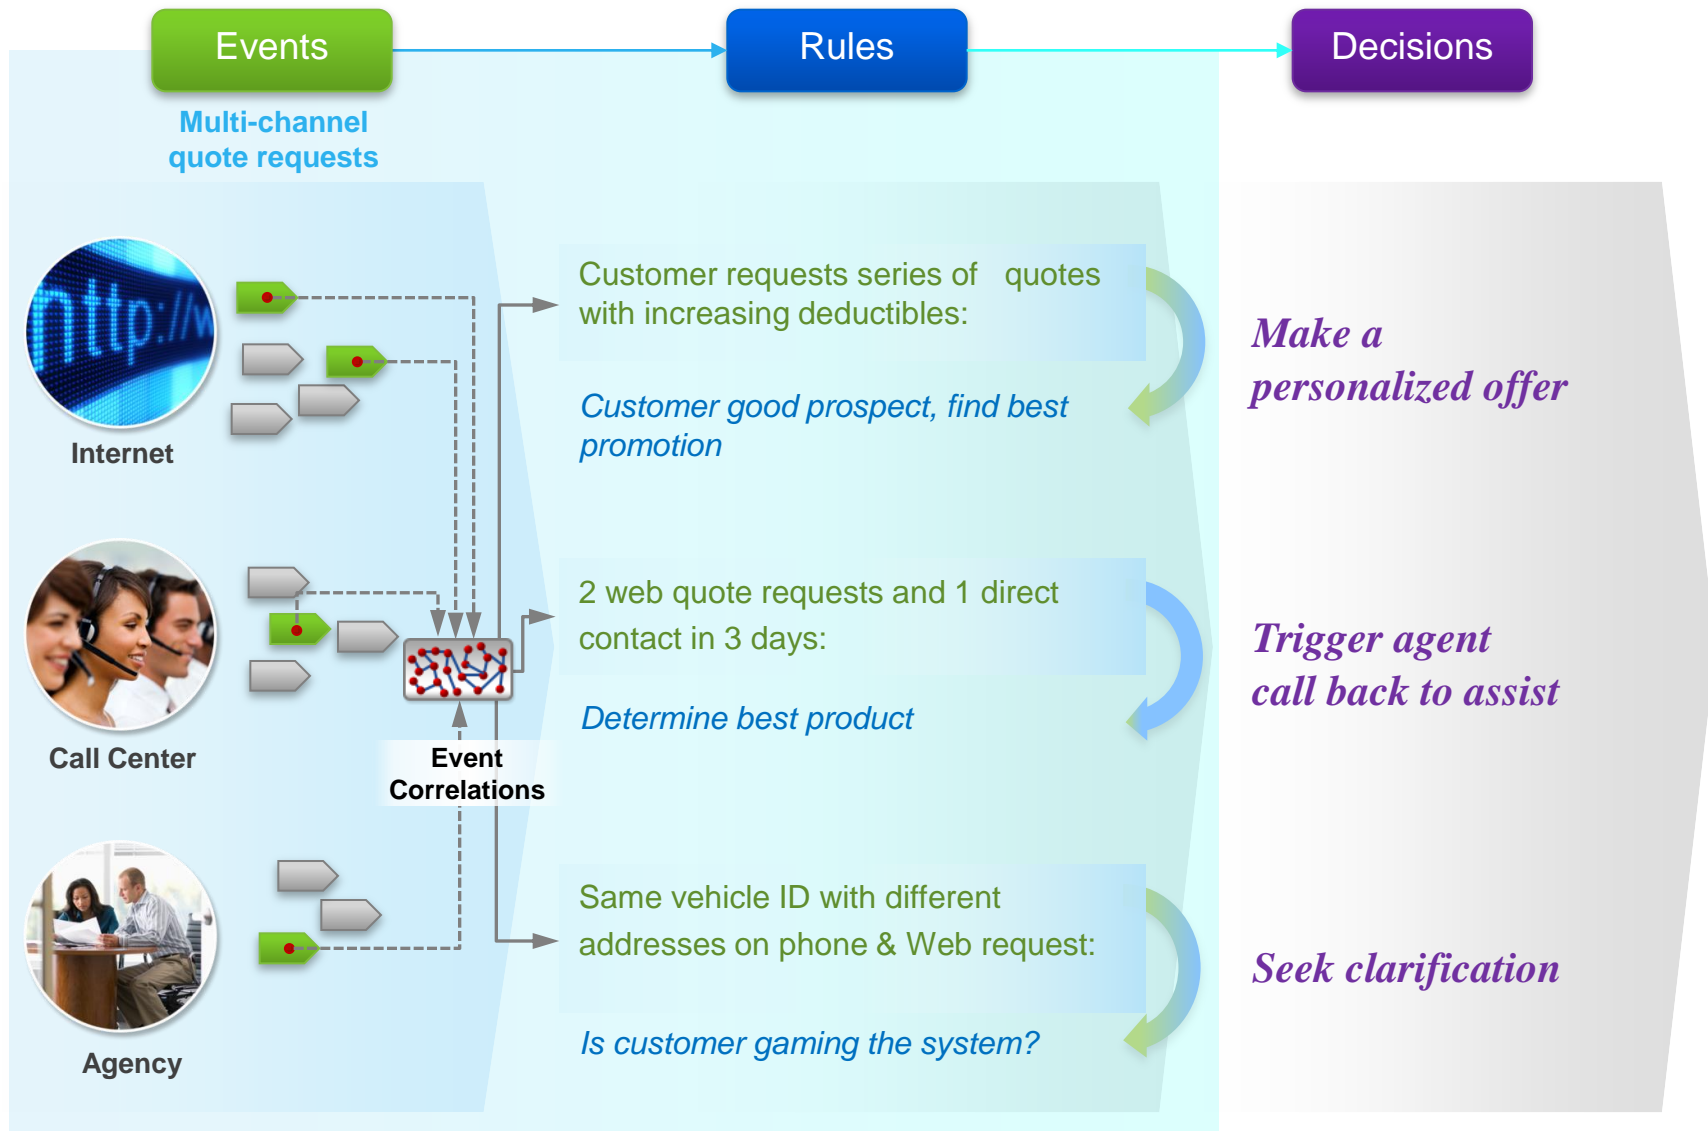 Events
Rules
Decisions
Multi-channel
quote requests
http://w
Internet
Customer requests series of quotes
with increasing deductibles:
Customer good prospect, find best
promotion
Make a
personalized offer
Call Center
Event
Correlations
2 web quote requests and 1 direct
contact in 3 days:
Determine best product
Trigger agent
call back to assist
Agency
Same vehicle ID with different
addresses on phone & Web request:
Is customer gaming the system?
Seek clarification